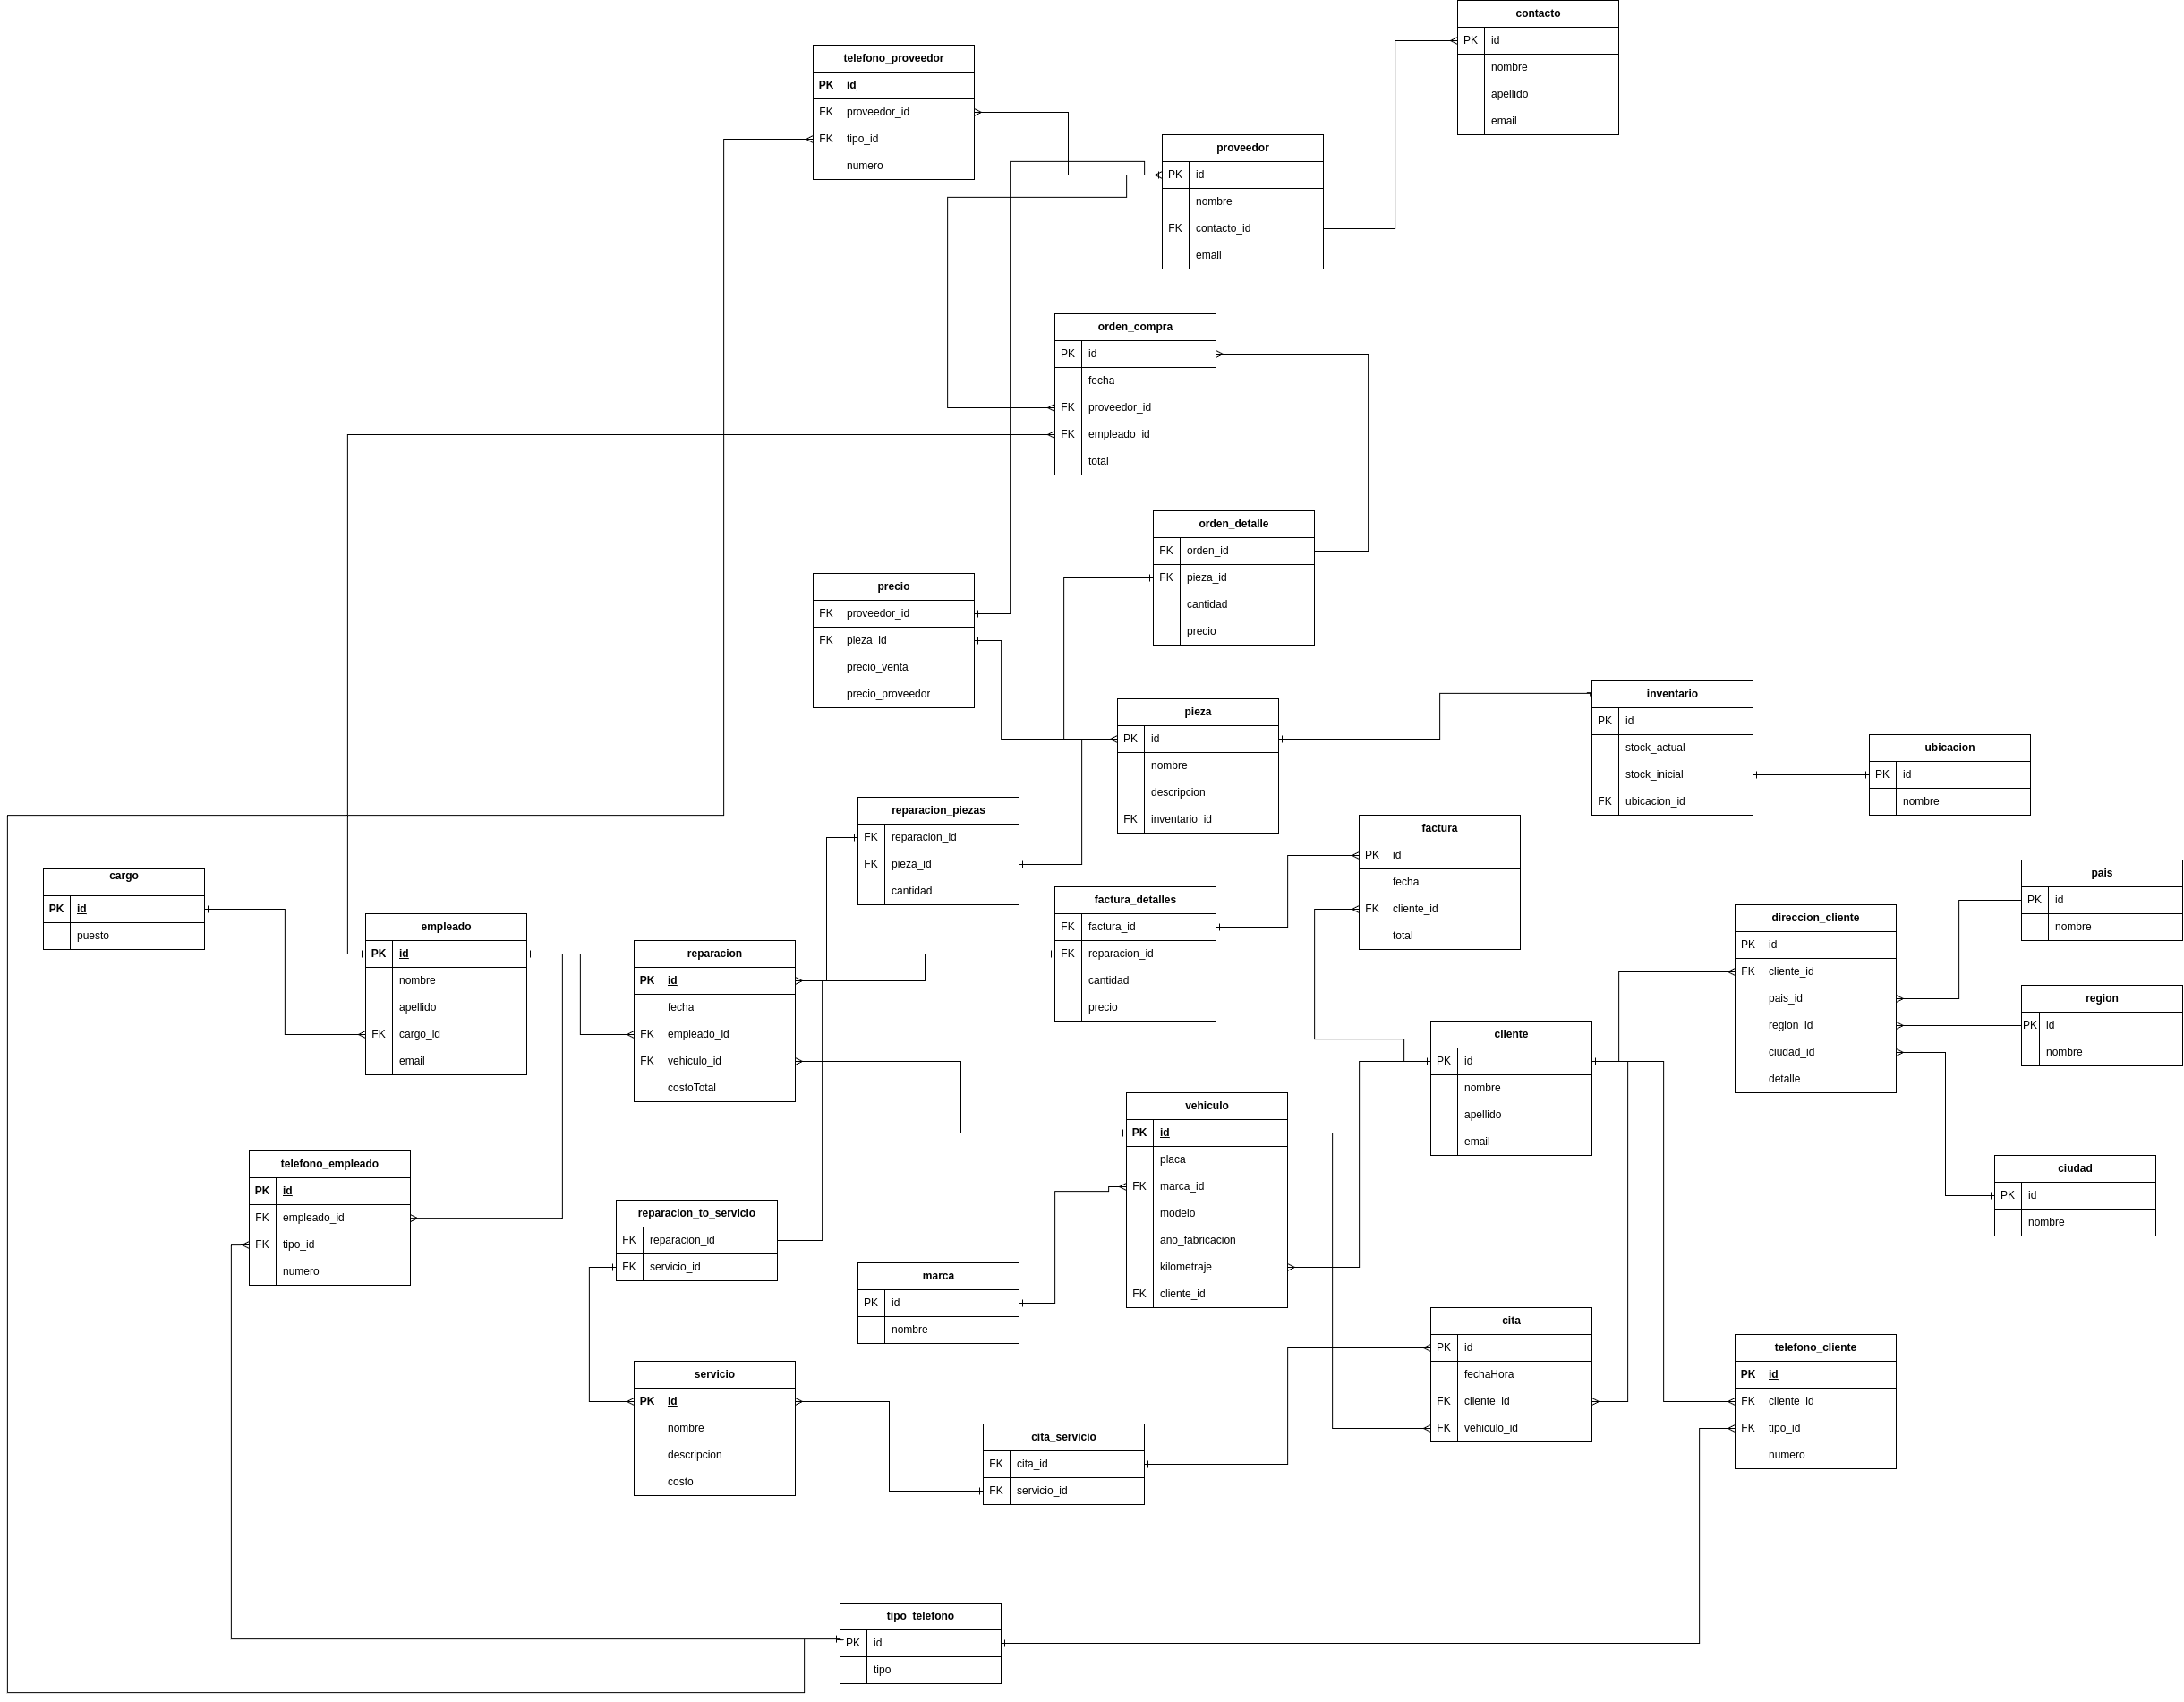 contacto
PK id
nombre
apellido
email
telefono_proveedor
PK id
FK proveedor_id
FK tipo_id
numero
proveedor
PK id
nombre
FK contacto_id
email
orden_compra
PK id
fecha
FK proveedor_id
FK empleado_id
total
orden_detalle
FK orden_id
FK pieza_id
cantidad
precio
precio
FK proveedor_id
FK pieza_id
precio_venta
precio_proveedor
pieza
PK id
nombre
descripcion
FK inventario_id
inventario
PK id
stock_actual
stock_inicial
FK ubicacion_id
ubicacion
PK id
nombre
reparacion_piezas
FK reparacion_id
FK pieza_id
cantidad
factura
PK id
fecha
FK cliente_id
total
cargo
PK id
puesto
empleado
PK id
nombre
apellido
FK cargo_id
email
reparacion
PK id
fecha
FK empleado_id
FK vehiculo_id
costoTotal
factura_detalles
FK factura_id
FK reparacion_id
cantidad
precio
direccion_cliente
PK id
FK cliente_id
pais_id
region_id
ciudad_id
detalle
pais
PK id
nombre
region
PK id
nombre
cliente
PK id
nombre
apellido
email
vehiculo
PK id
placa
FK marca_id
modelo
año_fabricacion
kilometraje
FK cliente_id
ciudad
PK id
nombre
telefono_empleado
PK id
FK empleado_id
FK tipo_id
numero
reparacion_to_servicio
FK reparacion_id
FK servicio_id
marca
PK id
nombre
servicio
PK id
nombre
descripcion
costo
cita
PK id
fechaHora
FK cliente_id
FK vehiculo_id
telefono_cliente
PK id
FK cliente_id
FK tipo_id
numero
cita_servicio
FK cita_id
FK servicio_id
tipo_telefono
PK id
tipo